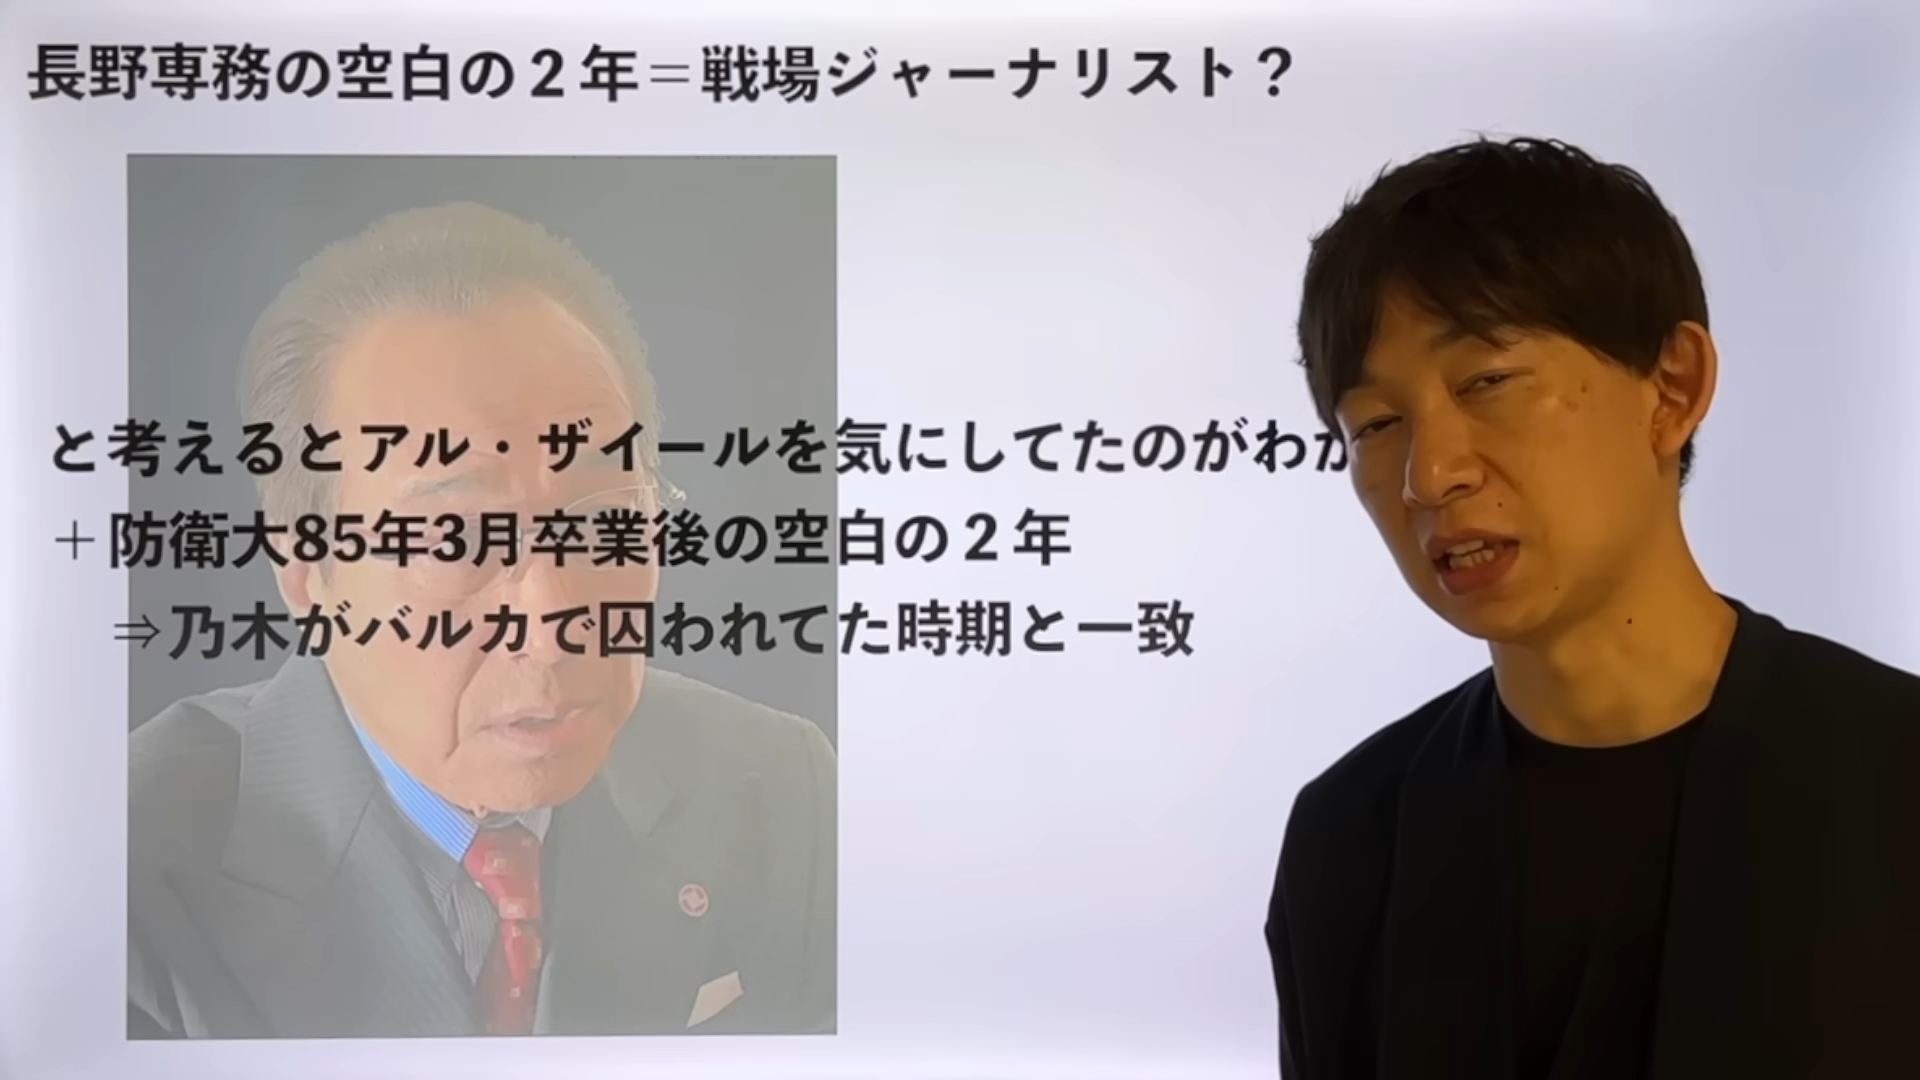 長野専務の空白の２年＝戦場ジャーナリスト？
と考えるとアル・ザイールを気にしてたのがわか
＋防衛大85年3月卒業後の空白の２年
⇒乃木がバルカで囚われてた時期と一致